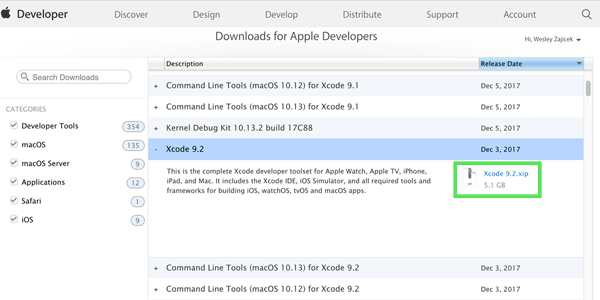 Developer Discover Design Develop Distribute Support Account
Downloads for Apple Developers
Hi, Wesley Zajicek
Search Downloads
CATEGORIES
Developer Tools 354
macOS 135
macOS Server 9
Applications 12
Safari 1
iOS 9
Description Release Date
+ Command Line Tools (macOS 10.12) for Xcode 9.1 Dec 5, 2017
+ Command Line Tools (macOS 10.13) for Xcode 9.1 Dec 5, 2017
+ Kernel Debug Kit 10.13.2 build 17C88 Dec 5, 2017
- Xcode 9.2 Dec 3, 2017
This is the complete Xcode developer toolset for Apple Watch, Apple TV, iPhone,
iPad, and Mac. It includes the Xcode IDE, iOS Simulator, and all required tools and
frameworks for building iOS, watchOS, tvOS and macOS apps.
Xcode 9.2.xip
5.1 GB
+ Command Line Tools (macOS 10.13) for Xcode 9.2 Dec 3, 2017
+ Command Line Tools (macOS 10.12) for Xcode 9.2 Dec 3, 2017